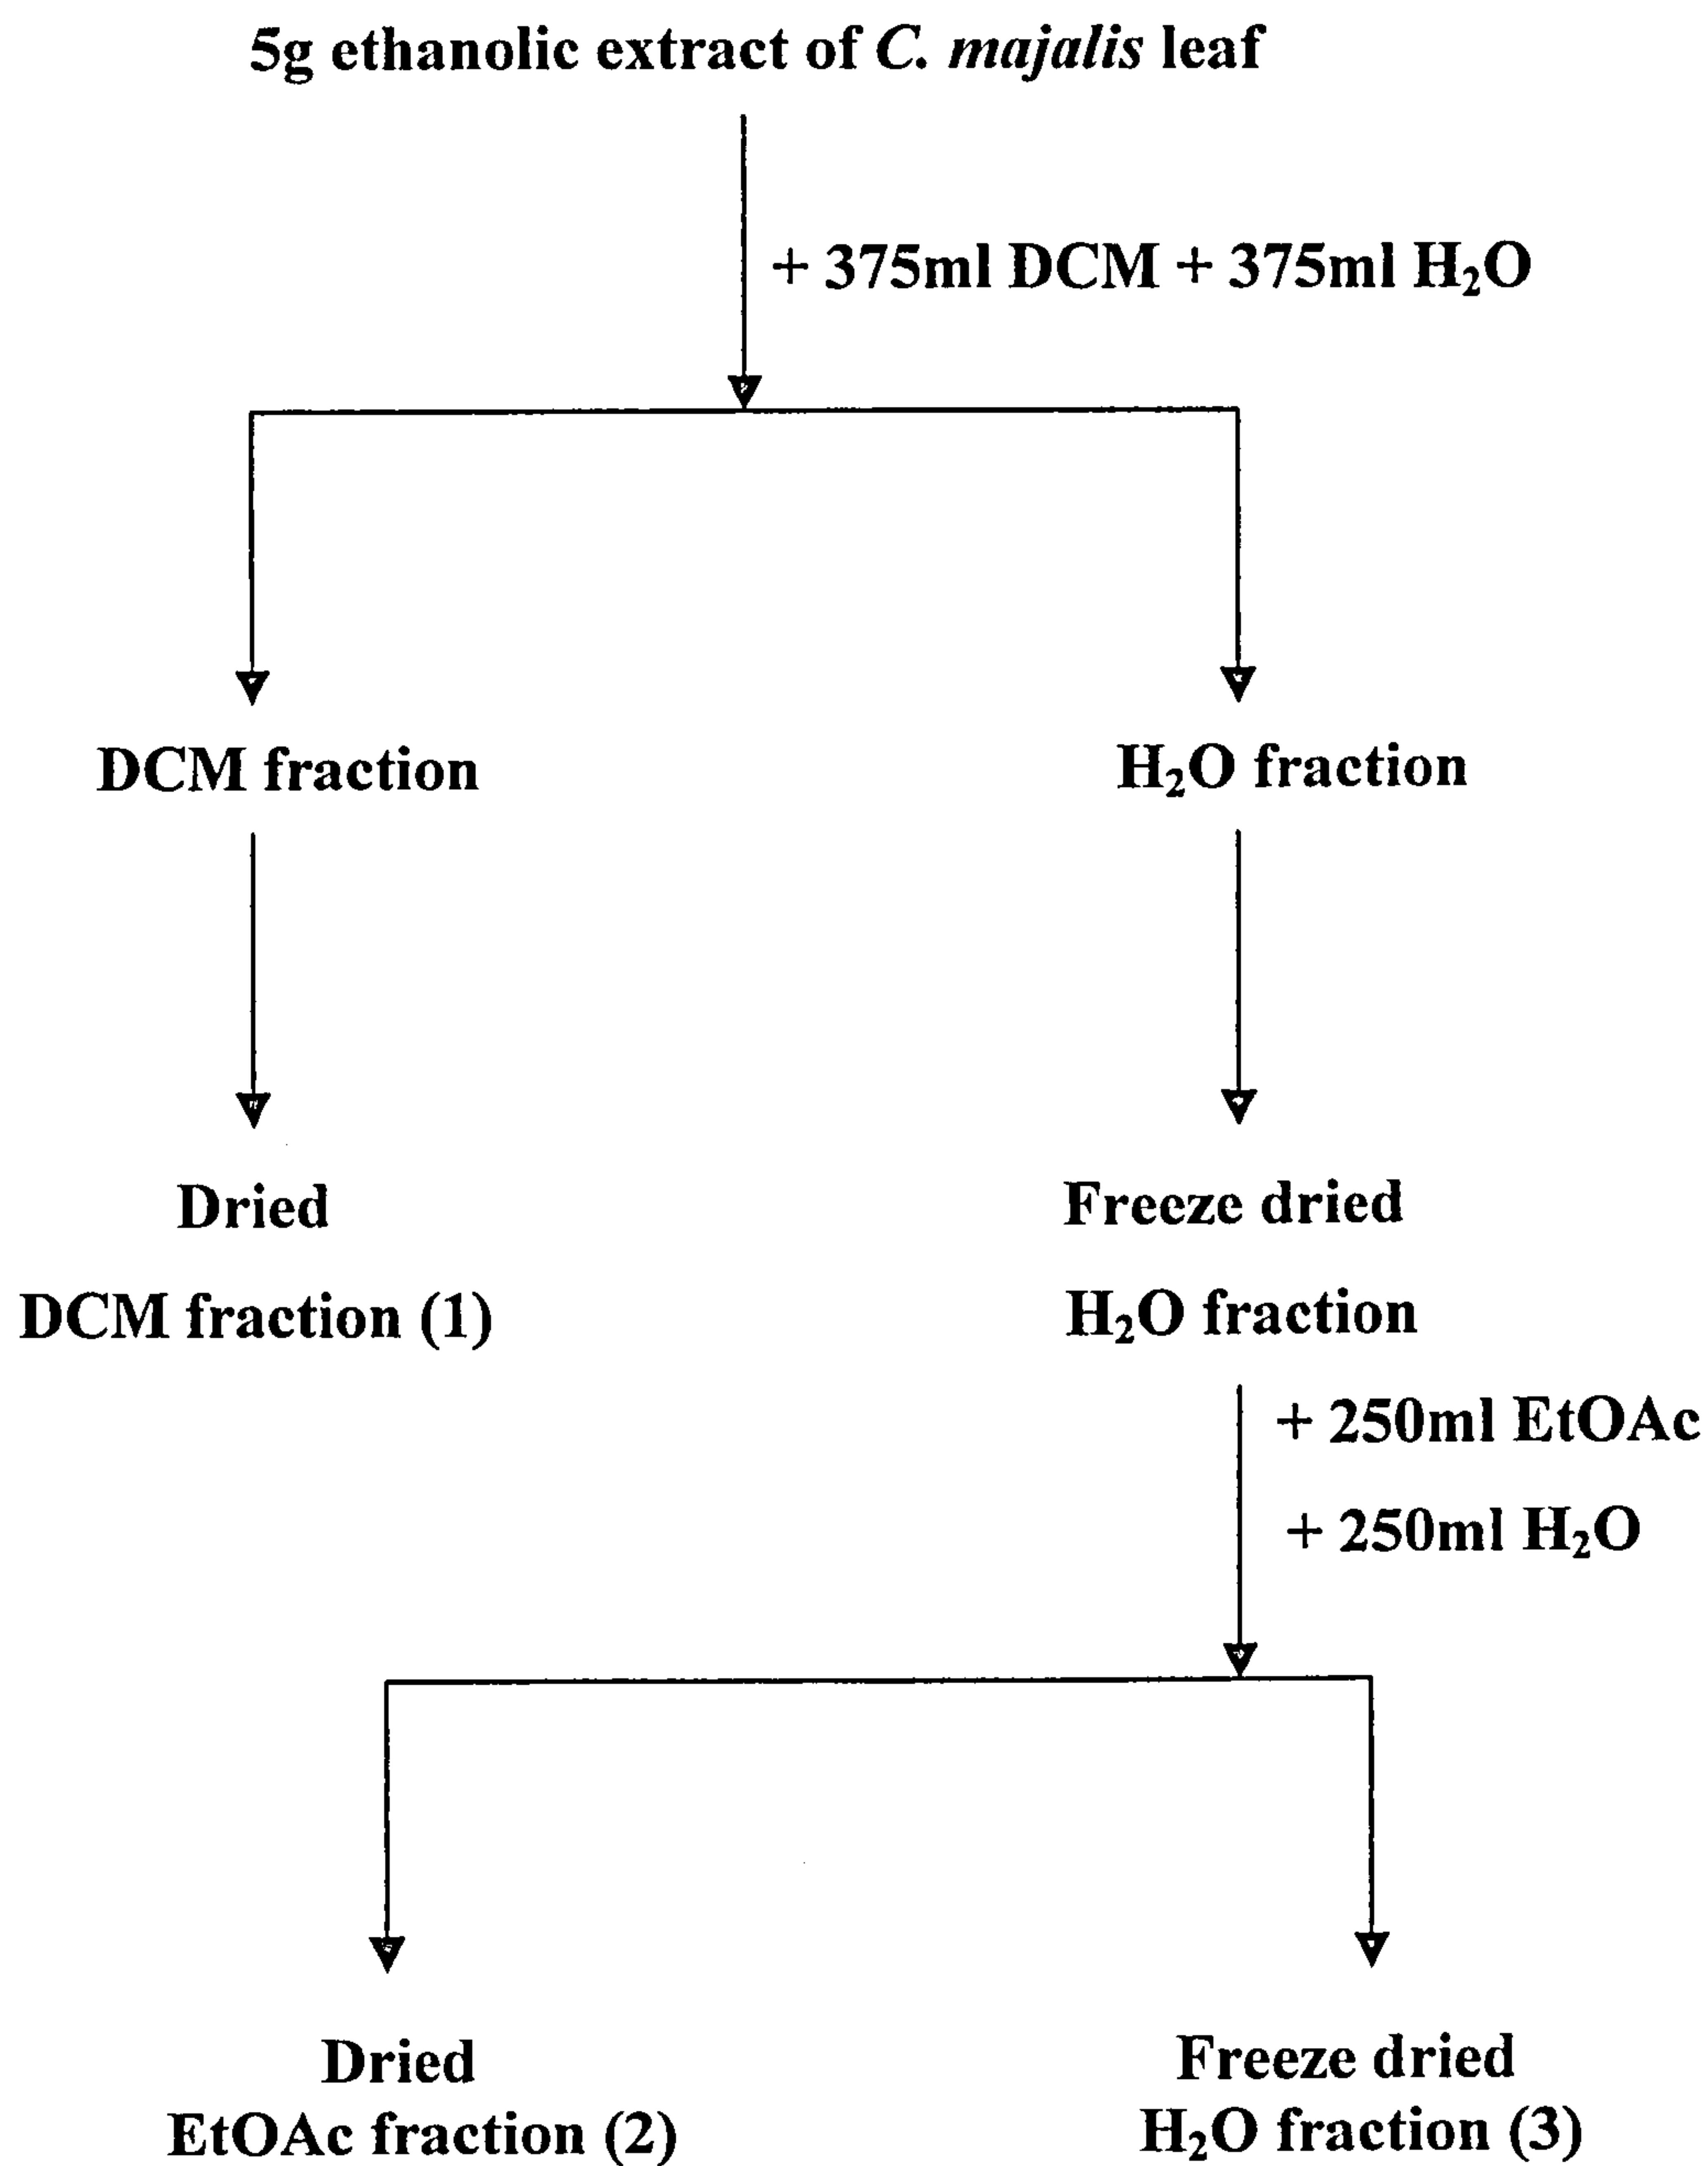 5g ethanolic extract of C. majalis leaf
+ 375ml DCM + 375ml H₂O
DCM fraction
H₂O fraction
Dried
DCM fraction (1)
Freeze dried
H₂O fraction
+ 250ml EtOAc
+ 250ml H₂O
Dried
EtOAc fraction (2)
Freeze dried
H₂O fraction (3)